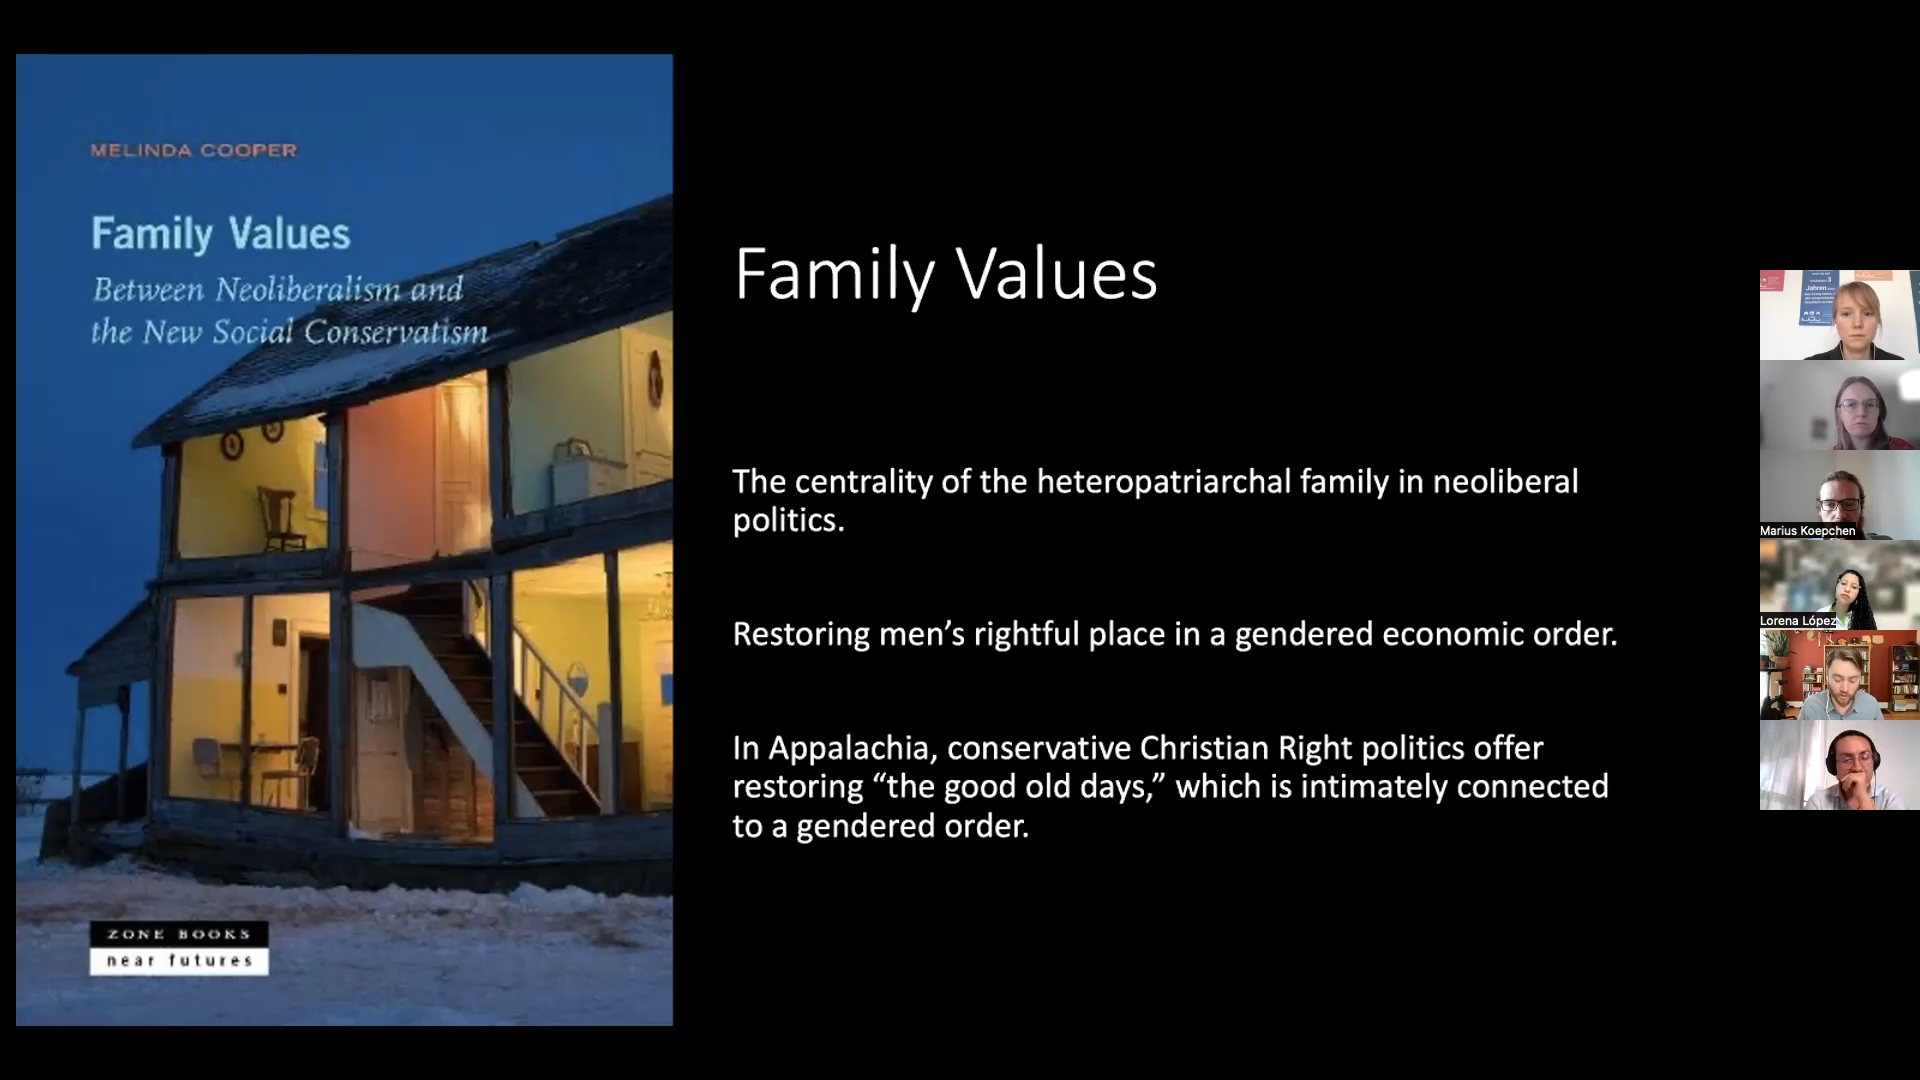 MELINDA COOPER
Family Values
Between Neoliberalism and
the New Social Conservatism
ZONE BOOKS
near futures
Family Values
The centrality of the heteropatriarchal family in neoliberal
politics.
Restoring men’s rightful place in a gendered economic order.
In Appalachia, conservative Christian Right politics offer
restoring “the good old days,” which is intimately connected
to a gendered order.
Jahren
Marius Koepchen
Lorena López